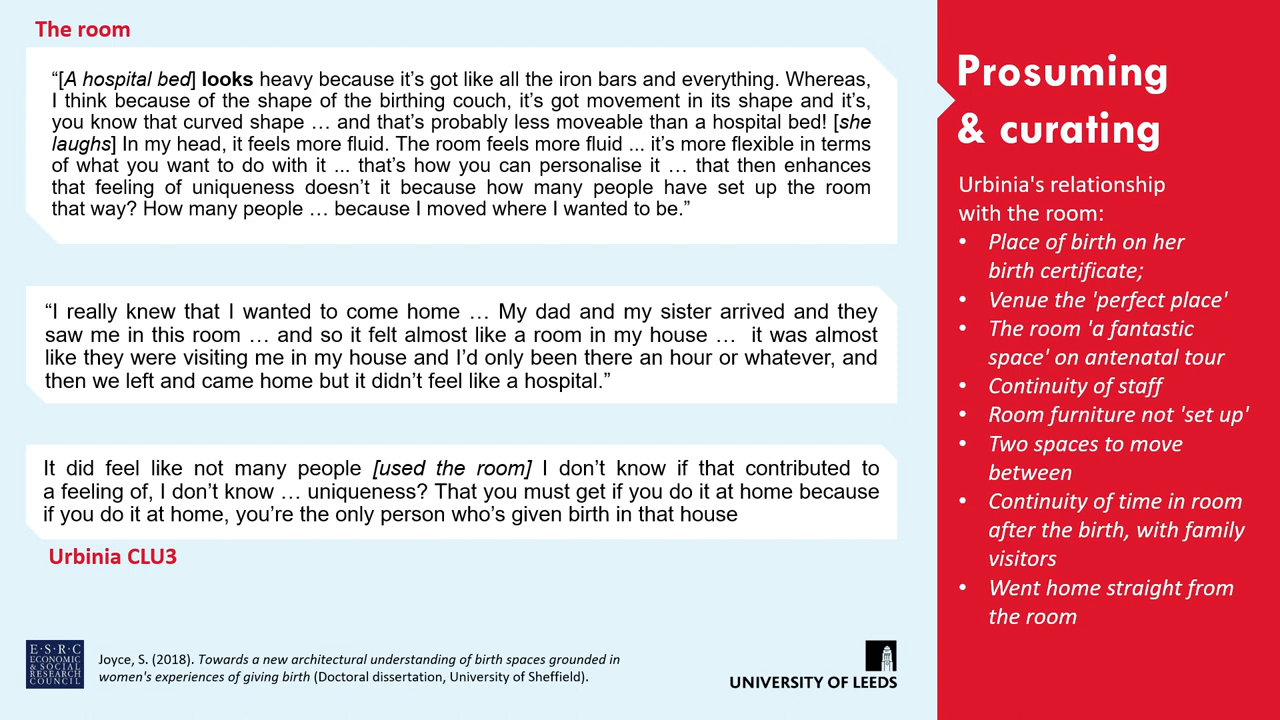 The room
“[A hospital bed] looks heavy because it’s got like all the iron bars and everything. Whereas,
I think because of the shape of the birthing couch, it’s got movement in its shape and it’s,
you know that curved shape … and that’s probably less moveable than a hospital bed! [she
laughs] In my head, it feels more fluid. The room feels more fluid ... it’s more flexible in terms
of what you want to do with it ... that’s how you can personalise it … that then enhances
that feeling of uniqueness doesn’t it because how many people have set up the room
that way? How many people … because I moved where I wanted to be.”
“I really knew that I wanted to come home … My dad and my sister arrived and they
saw me in this room … and so it felt almost like a room in my house … it was almost
like they were visiting me in my house and I’d only been there an hour or whatever, and
then we left and came home but it didn’t feel like a hospital.”
It did feel like not many people [used the room] I don’t know if that contributed to
a feeling of, I don’t know … uniqueness? That you must get if you do it at home because
if you do it at home, you’re the only person who’s given birth in that house
Urbinia CLU3
E·S·R·C
ECONOMIC
& SOCIAL
RESEARCH
COUNCIL
Joyce, S. (2018). Towards a new architectural understanding of birth spaces grounded in
women's experiences of giving birth (Doctoral dissertation, University of Sheffield).
UNIVERSITY OF LEEDS
Prosuming
& curating
Urbinia's relationship
with the room:
• Place of birth on her
birth certificate;
• Venue the 'perfect place'
• The room 'a fantastic
space' on antenatal tour
• Continuity of staff
• Room furniture not 'set up'
• Two spaces to move
between
• Continuity of time in room
after the birth, with family
visitors
• Went home straight from
the room